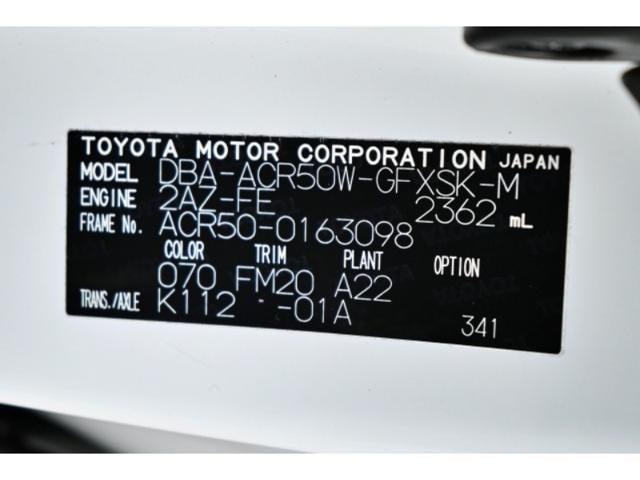 TOYOTA MOTOR CORPORATION JAPAN
MODEL DBA-ACR50W-GFXSK-M
ENGINE 2AZ-FE 2362 mL
FRAME No. ACR50-0163098
COLOR TRIM PLANT OPTION
070 FM20 A22
TRANS./AXLE K112 -01A 341